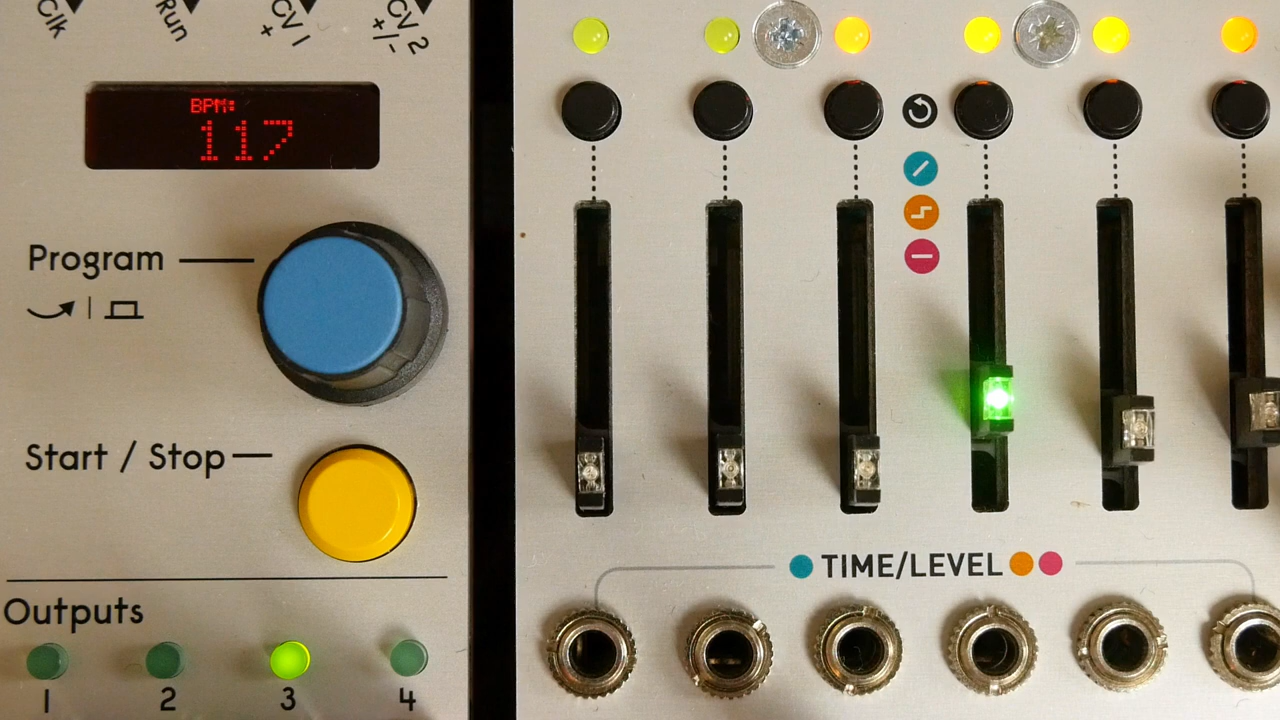 Clk
Run
CV 1
+
CV 2
+/-
BPM:
117
Program
Start / Stop
Outputs
1
2
3
4
TIME/LEVEL